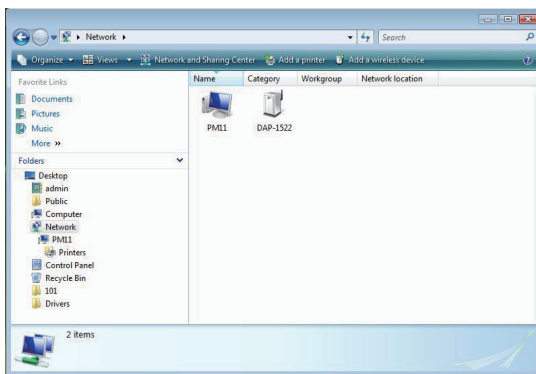 Network
Search
Organize Views Network and Sharing Center Add a printer Add a wireless device
Favorite Links
Documents
Pictures
Music
More »
Folders
Desktop
admin
Public
Computer
Network
PM11
Printers
Control Panel
Recycle Bin
101
Drivers
Name Category Workgroup Network location
PM11 DAP-1522
2 items